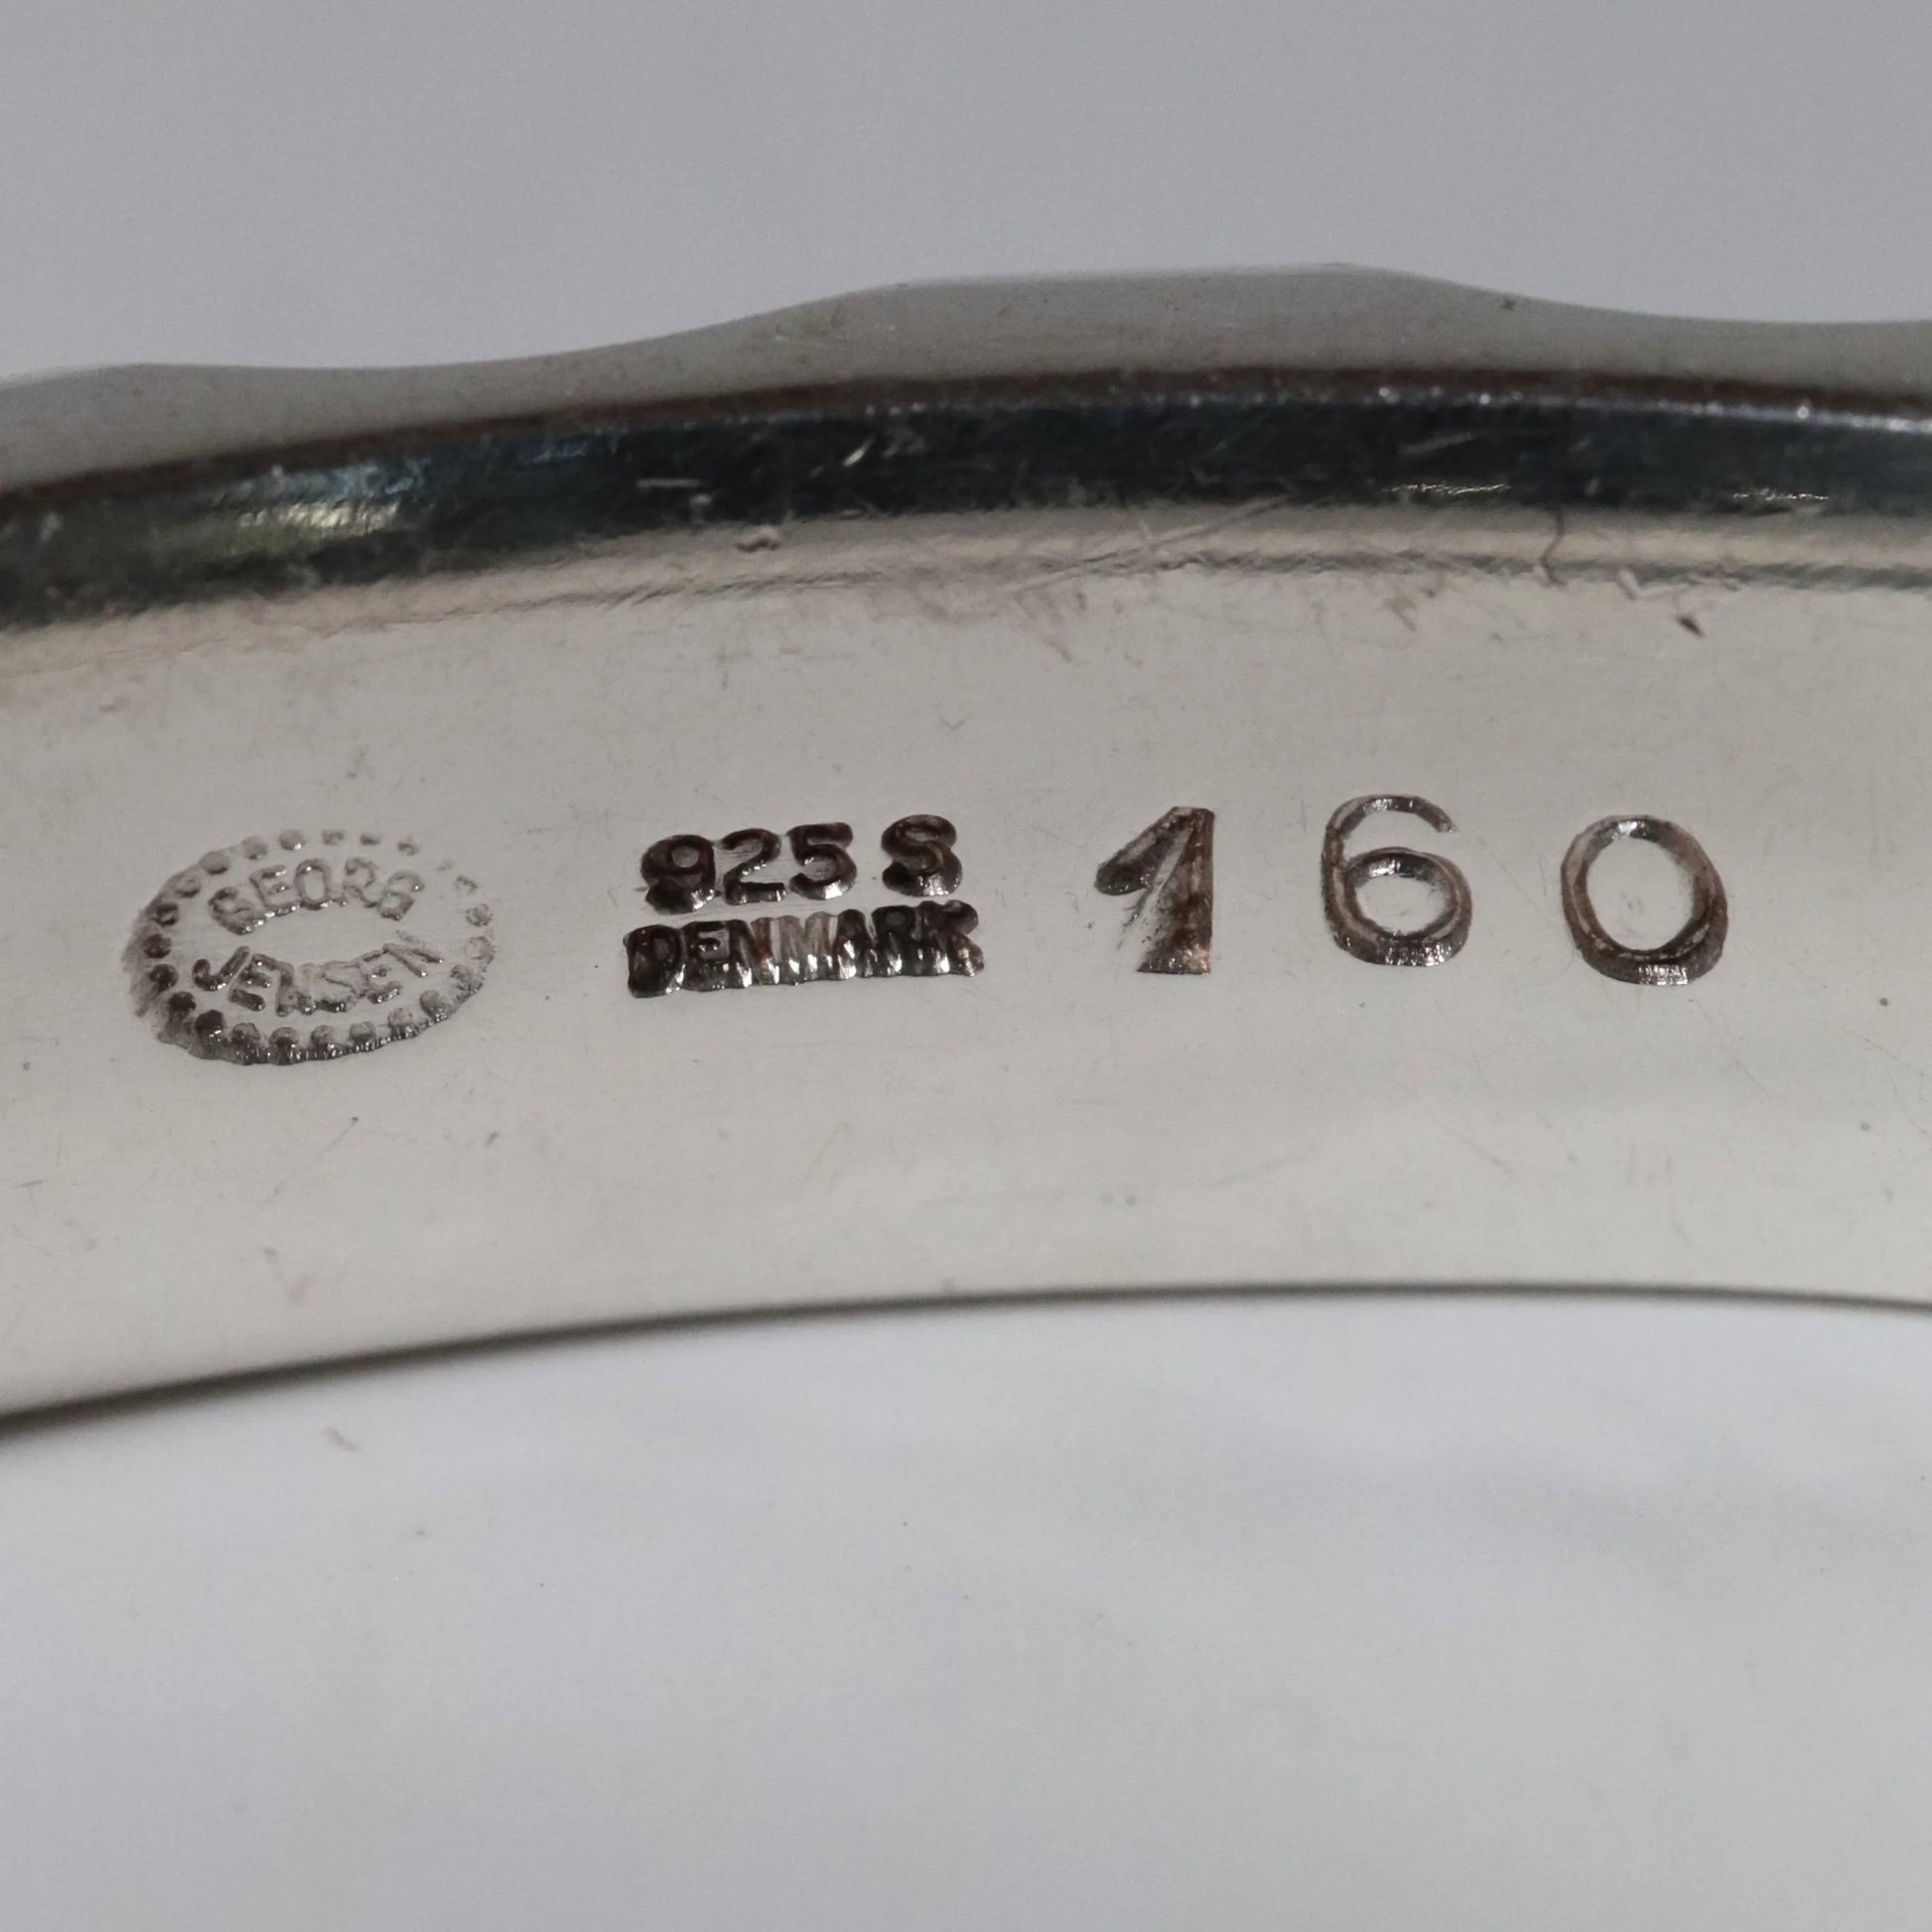 GEORG
JENSEN
925 S
DENMARK
160